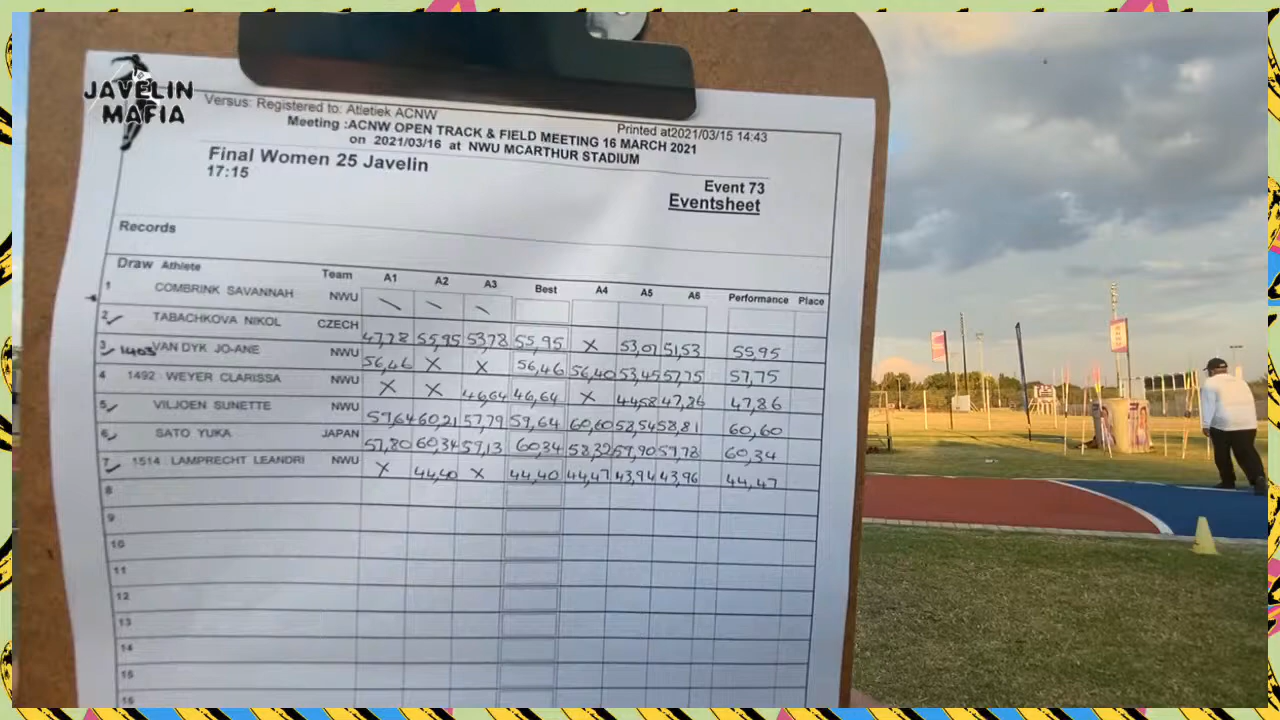 JAVELIN
MAFIA
Versus: Registered to: Atletiek ACNW
Printed at2021/03/15 14:43
Meeting :ACNW OPEN TRACK & FIELD MEETING 16 MARCH 2021
on 2021/03/16 at NWU MCARTHUR STADIUM
Final Women 25 Javelin
17:15
Event 73
Eventsheet
Records
Draw Athlete Team A1 A2 A3 Best A4 A5 A6 Performance Place
1 COMBRINK SAVANNAH NWU \ \ \
2 TABACHKOVA NIKOL CZECH 47,78 55,95 53,78 55,95 X 53,07 51,53 55,95
3 1403 VAN DYK JO-ANE NWU 56,46 X X 56,46 56,40 53,45 57,75 57,75
4 1492 WEYER CLARISSA NWU X X 46,64 46,64 X 44,58 47,86 47,86
5 VILJOEN SUNETTE NWU 59,64 60,21 57,79 59,64 60,60 58,54 58,81 60,60
6 SATO YUKA JAPAN 57,80 60,34 59,13 60,34 58,32 57,90 59,78 60,34
7 1514 LAMPRECHT LEANDRI NWU X 44,40 X 44,40 44,47 43,94 43,96 44,47
8
9
10
11
12
13
14
15
16